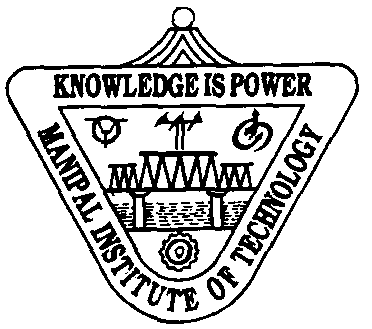 KNOWLEDGE IS POWER
MANIPAL INSTITUTE OF TECHNOLOGY